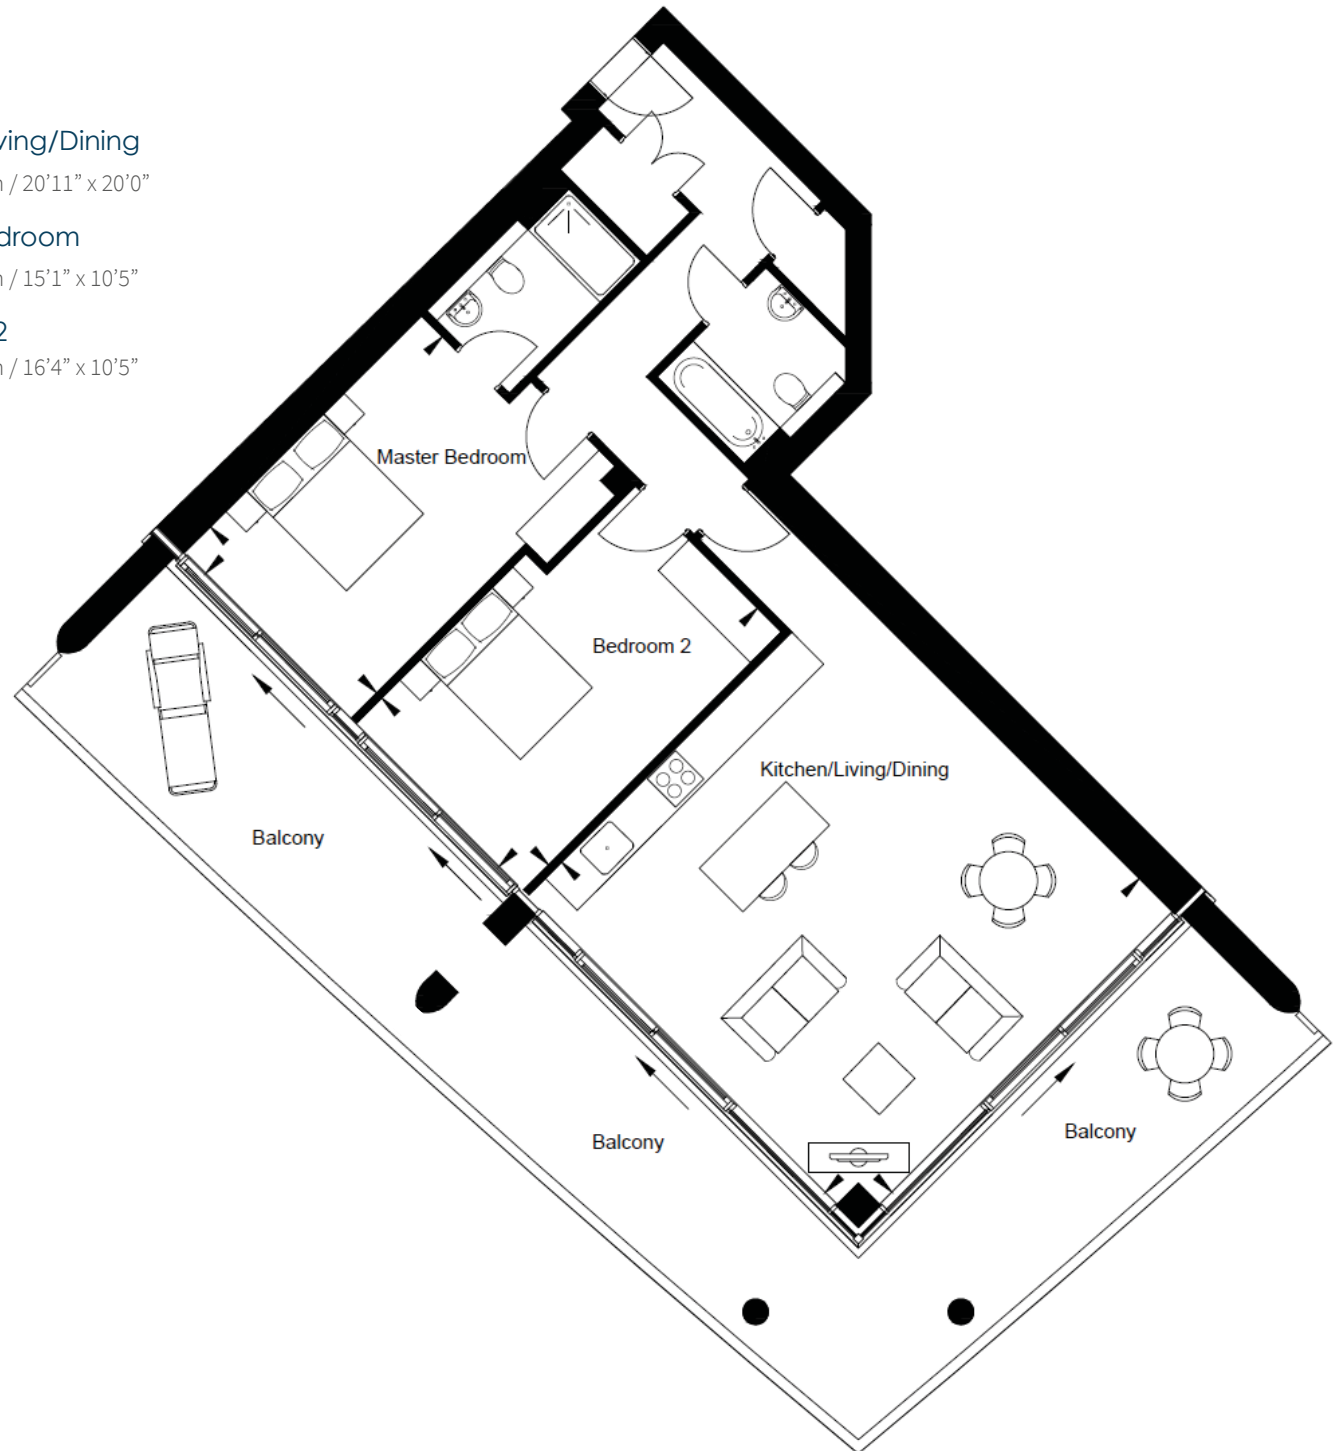 ving/Dining
/ 20’11” x 20’0”
droom
/ 15’1” x 10’5”
2
/ 16’4” x 10’5”
Master Bedroom
Bedroom 2
Kitchen/Living/Dining
Balcony
Balcony
Balcony